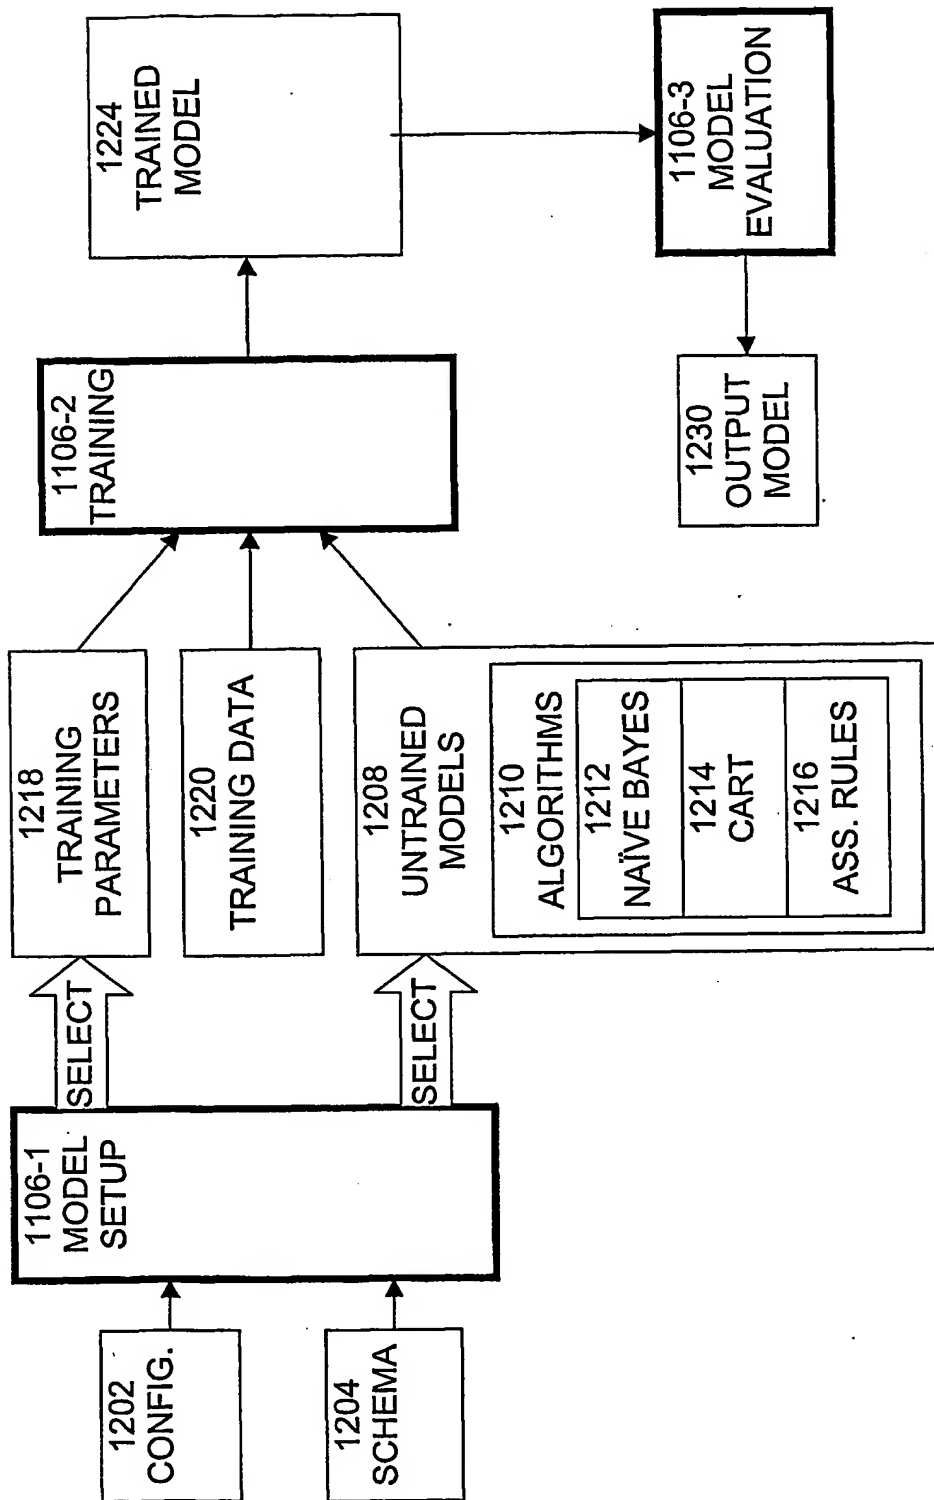 1202
CONFIG.
1204
SCHEMA
1106-1
MODEL
SETUP
SELECT
SELECT
1218
TRAINING
PARAMETERS
1220
TRAINING DATA
1208
UNTRAINED
MODELS
1210
ALGORITHMS
1212
NAÏVE BAYES
1214
CART
1216
ASS. RULES
1106-2
TRAINING
1224
TRAINED
MODEL
1106-3
MODEL
EVALUATION
1230
OUTPUT
MODEL